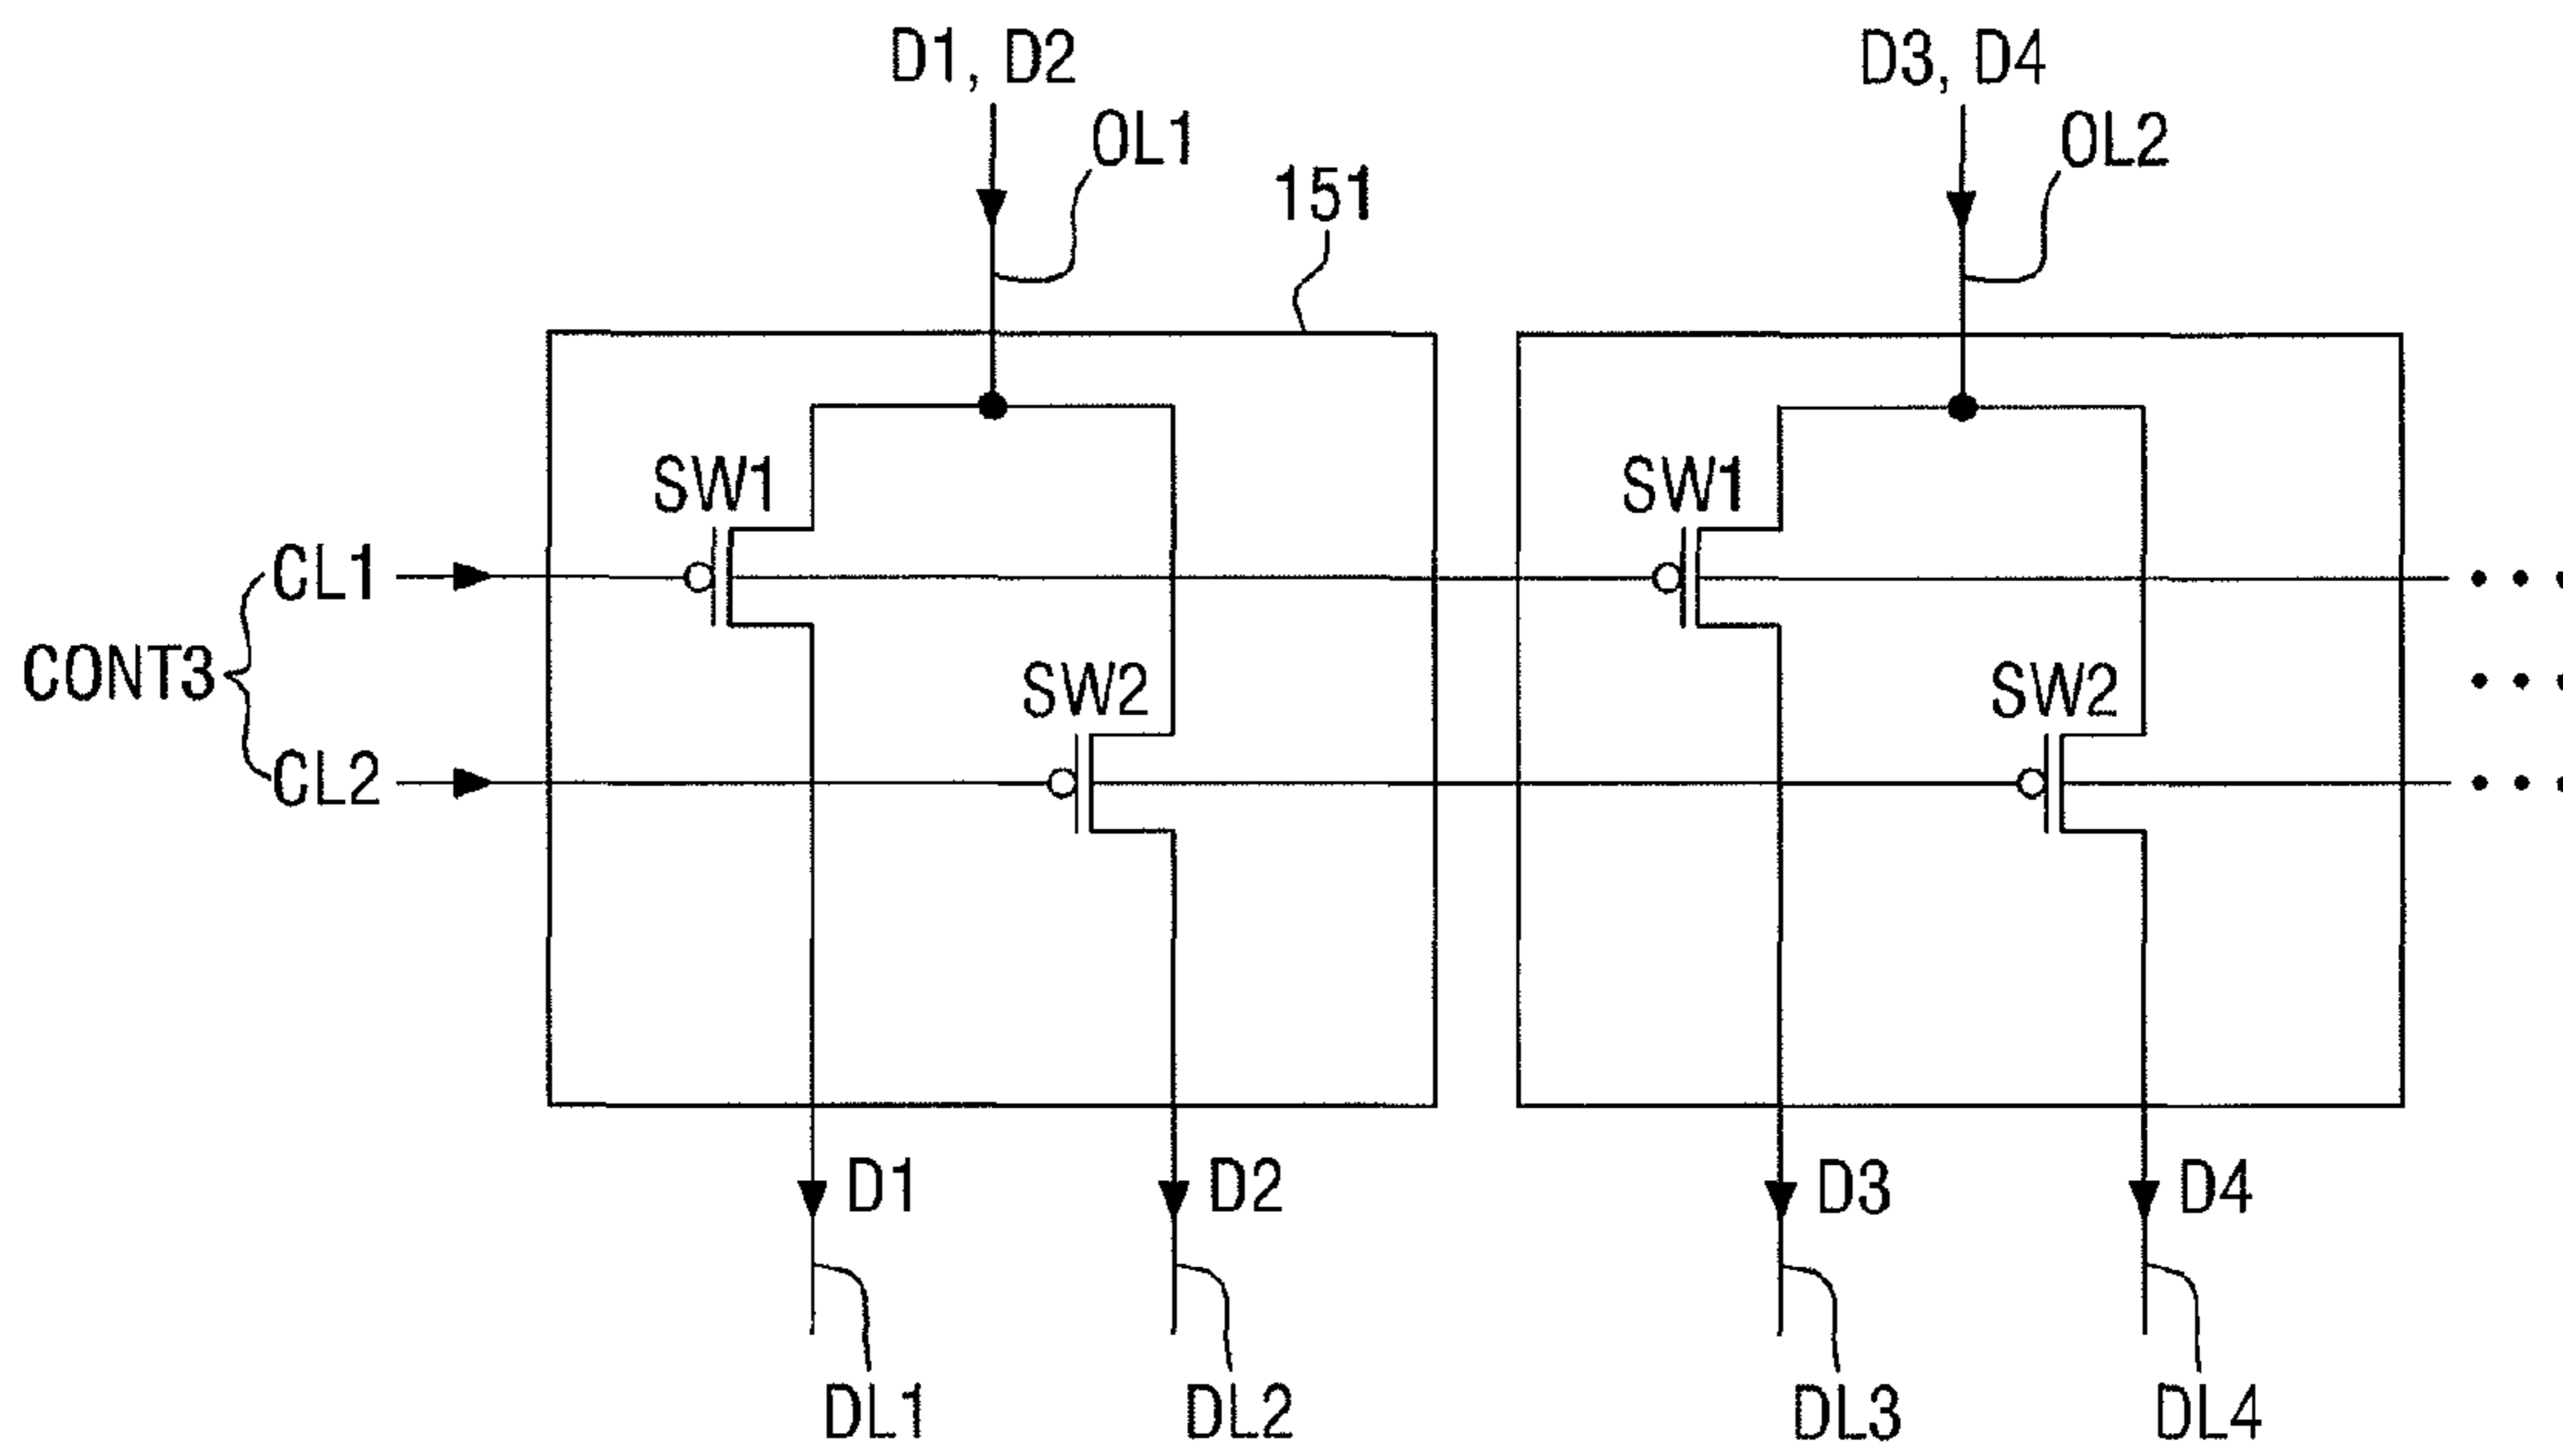 D1, D2
D3, D4
OL1
OL2
151
SW1
SW1
CL1
CONT3
SW2
SW2
CL2
D1
D2
D3
D4
DL1
DL2
DL3
DL4